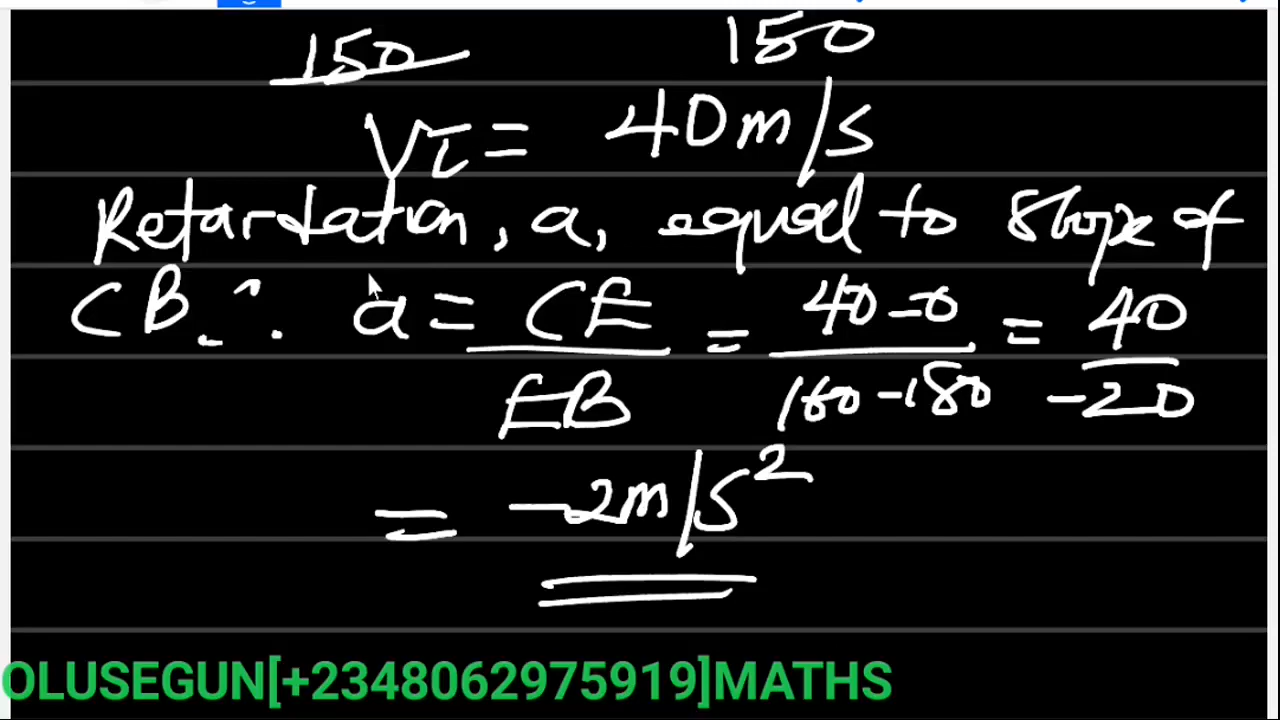 150 150
VI = 40m/s
Retardation, a, equal to slope of
CB. ∴ a = CE/EB = 40-0/160-180 = 40/-20
= -2m/s²
OLUSEGUN[+2348062975919]MATHS